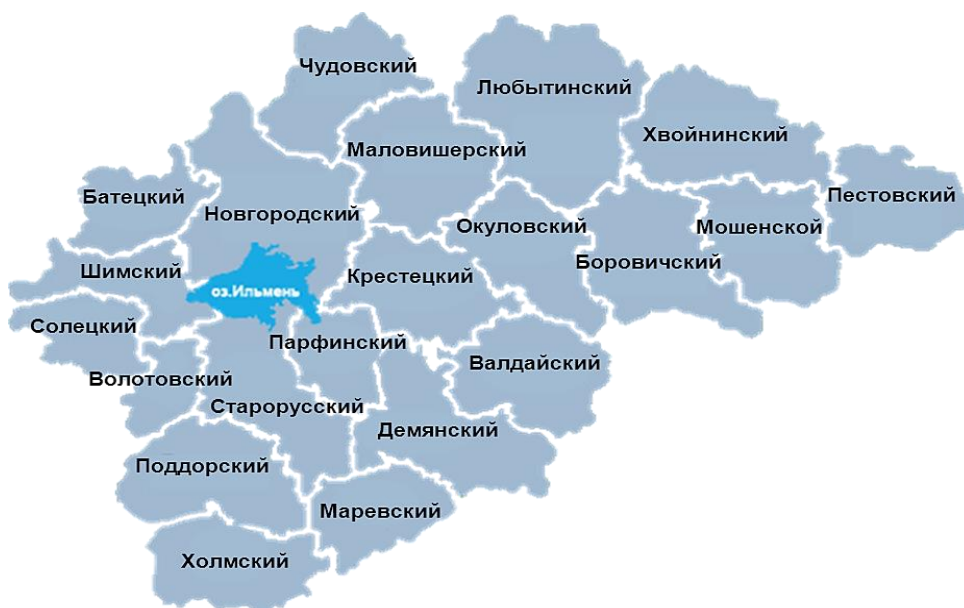 Чудовский
Любытинский
Хвойнинский
Маловишерский
Батецкий
Новгородский
Пестовский
Окуловский
Мошенской
Шимский
Крестецкий
Боровичский
оз.Ильмень
Солецкий
Парфинский
Валдайский
Волотовский
Старорусский
Демянский
Поддорский
Маревский
Холмский